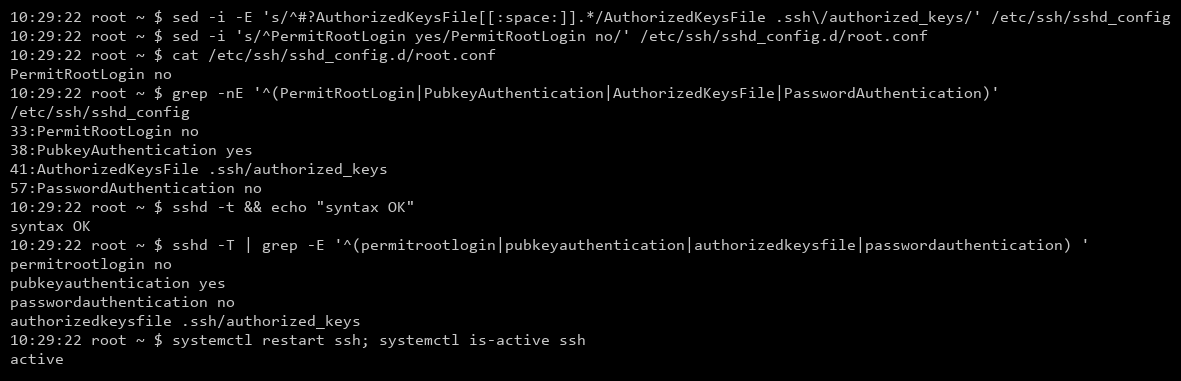 10:29:22 root ~ $ sed -i -E 's/^#?AuthorizedKeysFile[[:space:]].*/AuthorizedKeysFile .ssh\/authorized_keys/' /etc/ssh/sshd_config
10:29:22 root ~ $ sed -i 's/^PermitRootLogin yes/PermitRootLogin no/' /etc/ssh/sshd_config.d/root.conf
10:29:22 root ~ $ cat /etc/ssh/sshd_config.d/root.conf
PermitRootLogin no
10:29:22 root ~ $ grep -nE '^(PermitRootLogin|PubkeyAuthentication|AuthorizedKeysFile|PasswordAuthentication)'
/etc/ssh/sshd_config
33:PermitRootLogin no
38:PubkeyAuthentication yes
41:AuthorizedKeysFile .ssh/authorized_keys
57:PasswordAuthentication no
10:29:22 root ~ $ sshd -t && echo "syntax OK"
syntax OK
10:29:22 root ~ $ sshd -T | grep -E '^(permitrootlogin|pubkeyauthentication|authorizedkeysfile|passwordauthentication) '
permitrootlogin no
pubkeyauthentication yes
passwordauthentication no
authorizedkeysfile .ssh/authorized_keys
10:29:22 root ~ $ systemctl restart ssh; systemctl is-active ssh
active